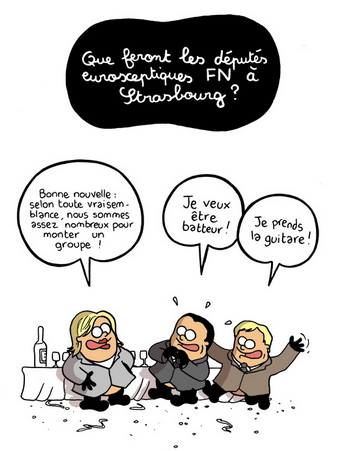 Que feront les députés
eurosceptiques FN à
Strasbourg ?
Bonne nouvelle :
selon toute vraisem-
blance, nous sommes
assez nombreux pour
monter un
groupe !
Je veux
être
batteur !
Je prends
la guitare !